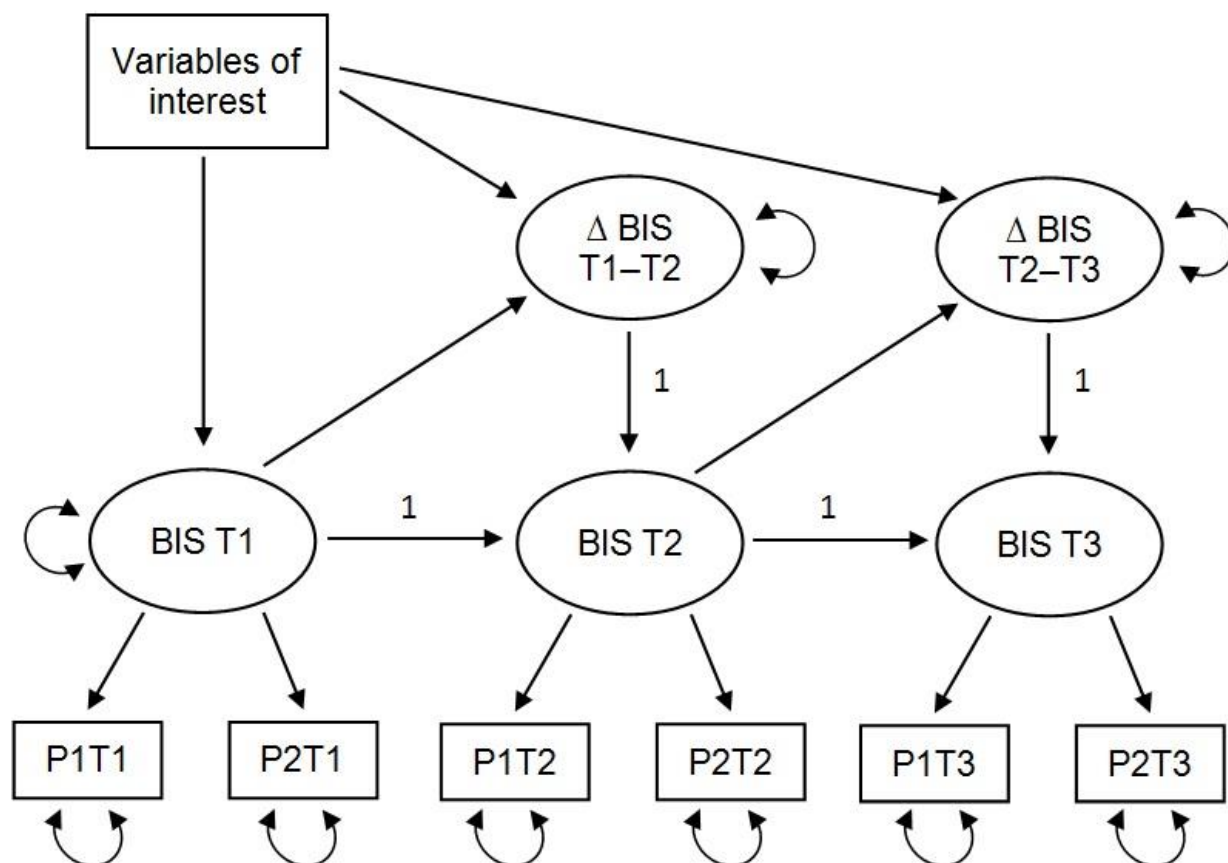 Variables of
interest
Δ BIS
T1–T2
Δ BIS
T2–T3
1
1
BIS T1
1
BIS T2
1
BIS T3
P1T1
P2T1
P1T2
P2T2
P1T3
P2T3